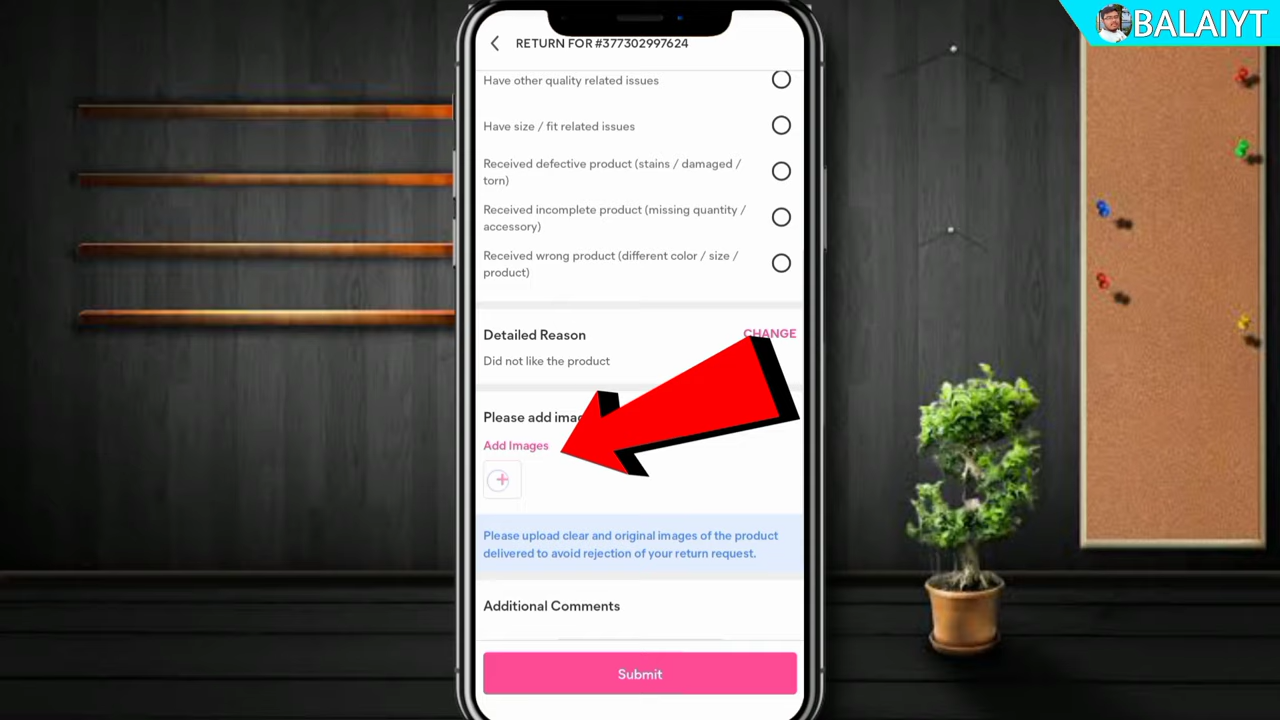 BALAIYT
RETURN FOR #377302997624
Have other quality related issues
Have size / fit related issues
Received defective product (stains / damaged /
torn)
Received incomplete product (missing quantity /
accessory)
Received wrong product (different color / size /
product)
Detailed Reason
CHANGE
Did not like the product
Please add
Add Images
Please upload clear and original images of the product
delivered to avoid rejection of your return request.
Additional Comments
Submit